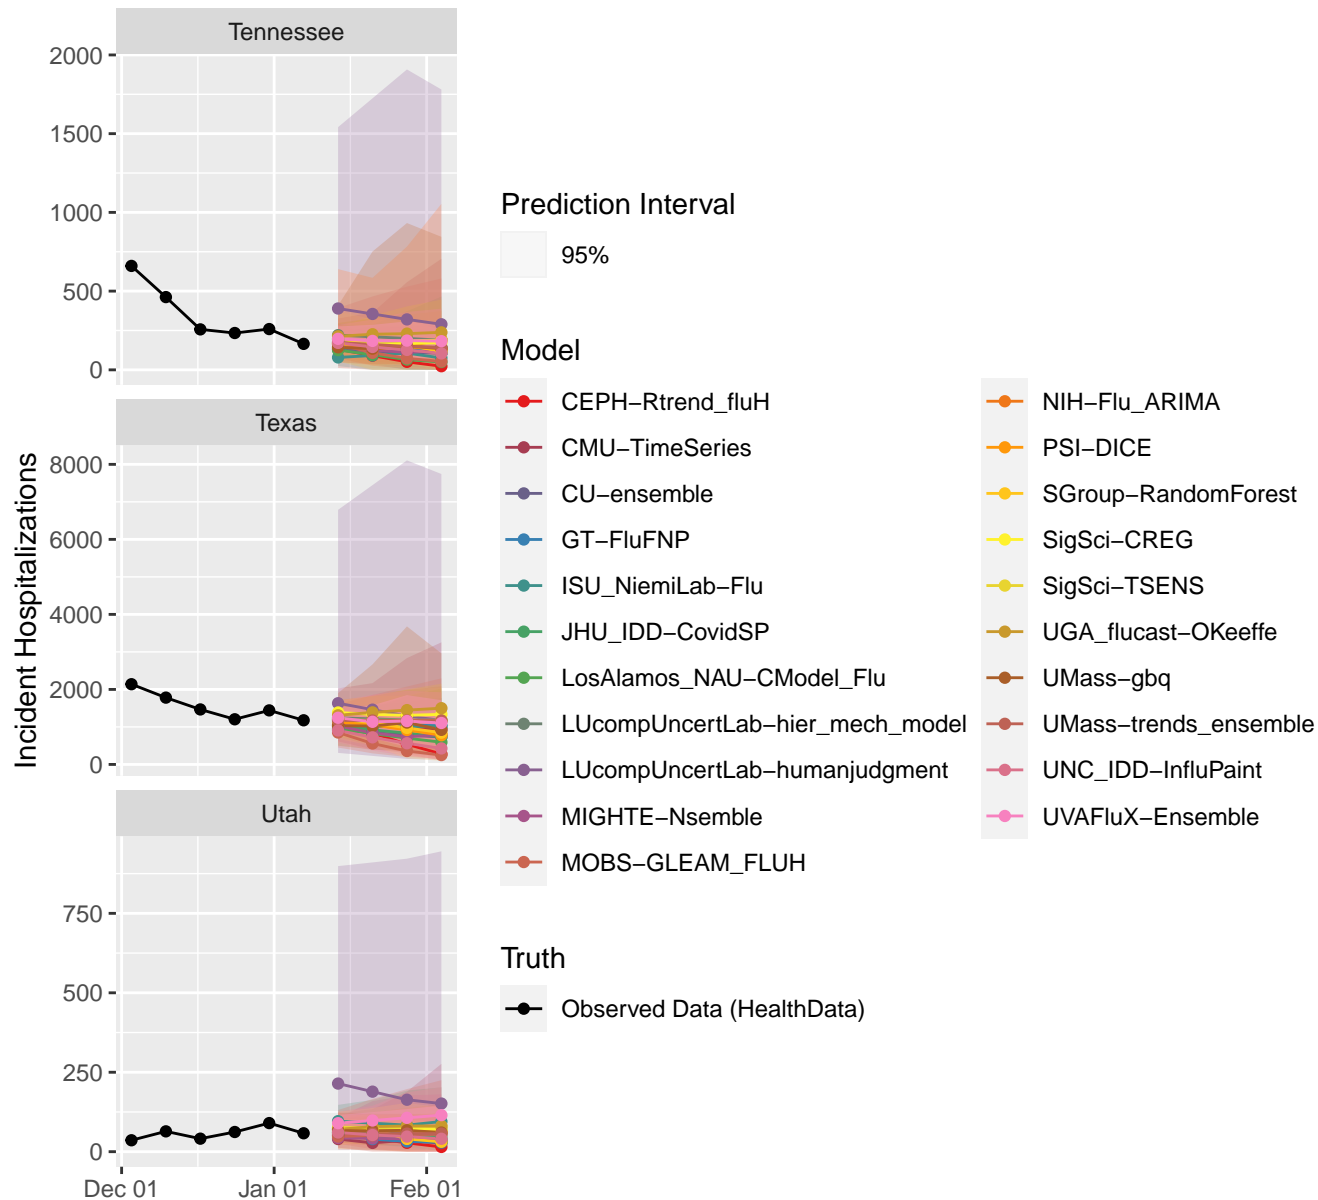 Tennessee
2000
1500
1000
500
0
Texas
8000
6000
4000
2000
0
Utah
750
500
250
0
Dec 01
Jan 01
Feb 01
Incident Hospitalizations
Prediction Interval
95%
Model
CEPH−Rtrend_fluH
CMU−TimeSeries
CU−ensemble
GT−FluFNP
ISU_NiemiLab−Flu
JHU_IDD−CovidSP
LosAlamos_NAU−CModel_Flu
LUcompUncertLab−hier_mech_model
LUcompUncertLab−humanjudgment
MIGHTE−Nsemble
MOBS−GLEAM_FLUH
NIH−Flu_ARIMA
PSI−DICE
SGroup−RandomForest
SigSci−CREG
SigSci−TSENS
UGA_flucast−OKeeffe
UMass−gbq
UMass−trends_ensemble
UNC_IDD−InfluPaint
UVAFluX−Ensemble
Truth
Observed Data (HealthData)